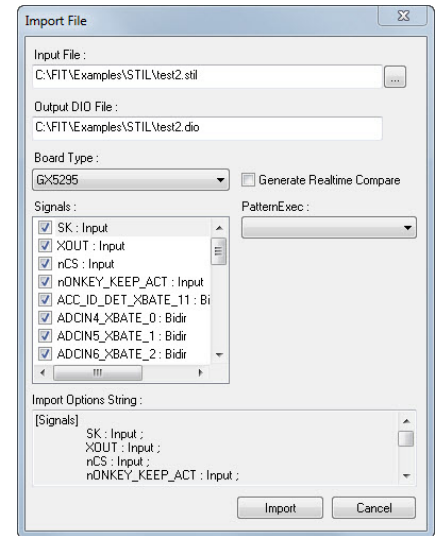 Import File
Input File :
C:\FIT\Examples\STIL\test2.stil
...
Output DIO File :
C:\FIT\Examples\STIL\test2.dio
Board Type :
GX5295
Generate Realtime Compare
Signals :
PatternExec :
SK : Input
XOUT : Input
nCS : Input
nONKEY_KEEP_ACT : Input
ACC_ID_DET_XBATE_11 : Bi
ADCIN4_XBATE_0 : Bidir
ADCIN5_XBATE_1 : Bidir
ADCIN6_XBATE_2 : Bidir
Import Options String :
[Signals]
SK : Input ;
XOUT : Input ;
nCS : Input ;
nONKEY_KEEP_ACT : Input ;
Import
Cancel